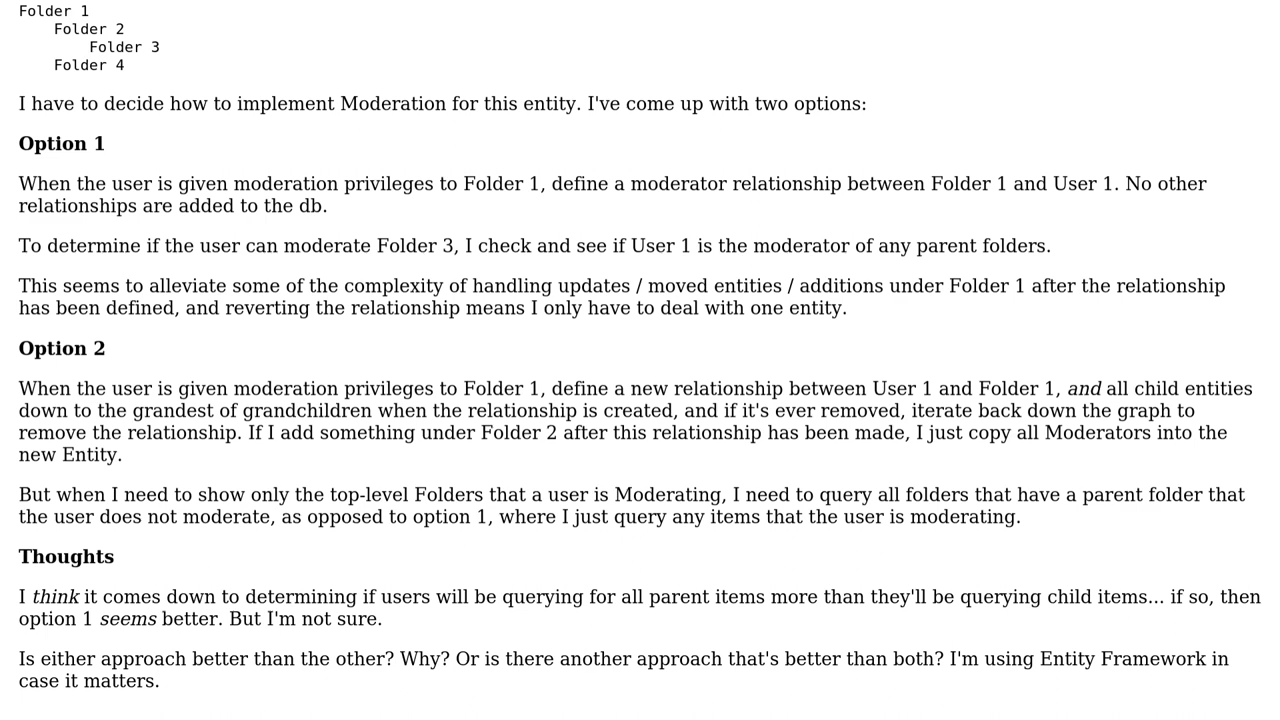 Folder 1
    Folder 2
        Folder 3
    Folder 4
I have to decide how to implement Moderation for this entity. I've come up with two options:
Option 1
When the user is given moderation privileges to Folder 1, define a moderator relationship between Folder 1 and User 1. No other
relationships are added to the db.
To determine if the user can moderate Folder 3, I check and see if User 1 is the moderator of any parent folders.
This seems to alleviate some of the complexity of handling updates / moved entities / additions under Folder 1 after the relationship
has been defined, and reverting the relationship means I only have to deal with one entity.
Option 2
When the user is given moderation privileges to Folder 1, define a new relationship between User 1 and Folder 1, and all child entities
down to the grandest of grandchildren when the relationship is created, and if it's ever removed, iterate back down the graph to
remove the relationship. If I add something under Folder 2 after this relationship has been made, I just copy all Moderators into the
new Entity.
But when I need to show only the top-level Folders that a user is Moderating, I need to query all folders that have a parent folder that
the user does not moderate, as opposed to option 1, where I just query any items that the user is moderating.
Thoughts
I think it comes down to determining if users will be querying for all parent items more than they'll be querying child items... if so, then
option 1 seems better. But I'm not sure.
Is either approach better than the other? Why? Or is there another approach that's better than both? I'm using Entity Framework in
case it matters.